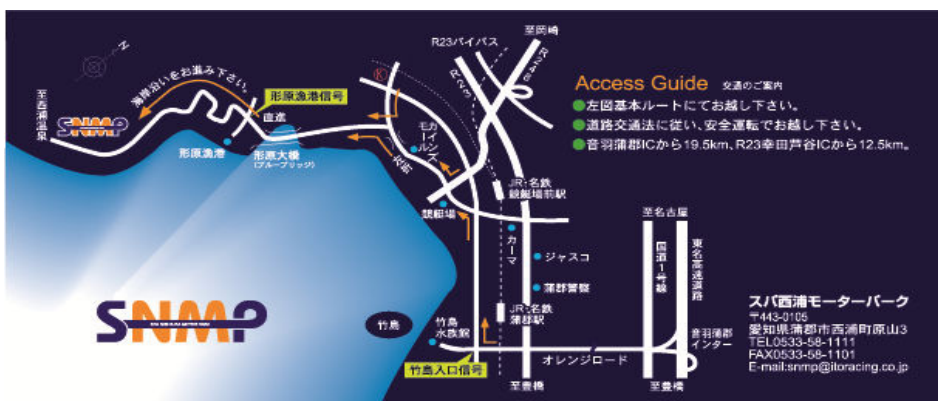 至岡崎
R23バイパス
R248
R23
N
Access Guide 交通のご案内
●左図基本ルートにてお越し下さい。
●道路交通法に従い、安全運転でお越し下さい。
●音羽蒲郡ICから19.5km、R23幸田芦谷ICから12.5km。
海岸沿いをお進み下さい。
至西浦温泉
SNMP
形原漁港信号
直進
形原漁港
形原大橋
(ブルーブリッジ)
K
左折
カインズ
モール
競艇場
JR・名鉄
競艇場前駅
カーマ
ジャスコ
蒲郡警察
JR・名鉄
蒲郡駅
至名古屋
国道1号線
東名高速道路
SNMP
竹島
竹島
水族館
竹島入口信号
オレンジロード
音羽蒲郡
インター
至豊橋
至豊橋
スパ西浦モーターパーク
〒443-0105
愛知県蒲郡市西浦町原山3
TEL0533-58-1111
FAX0533-58-1101
E-mail:snmp@itoracing.co.jp